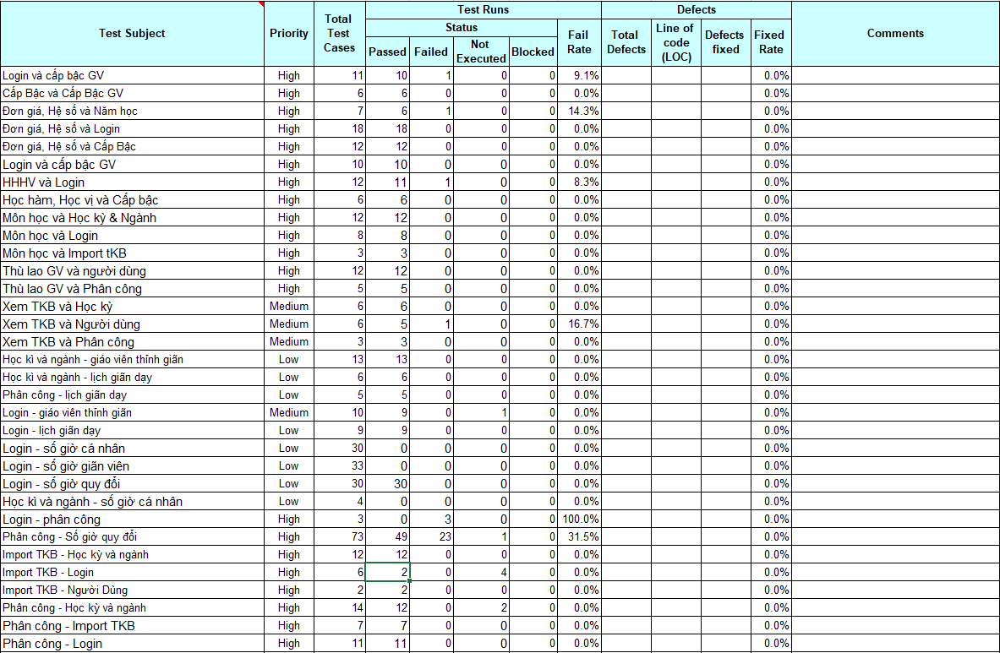 Test Subject Priority Total Test Cases Test Runs Defects Comments
Status Fail Rate Total Defects Line of code (LOC) Defects fixed Fixed Rate
Passed Failed Not Executed Blocked
Login và cấp bậc GV High 11 10 1 0 0 9.1% 0.0%
Cấp Bậc và Cấp Bậc GV High 6 6 0 0 0 0.0% 0.0%
Đơn giá, Hệ số và Năm học High 7 6 1 0 0 14.3% 0.0%
Đơn giá, Hệ số và Login High 18 18 0 0 0 0.0% 0.0%
Đơn giá, Hệ số và Cấp Bậc High 12 12 0 0 0 0.0% 0.0%
Login và cấp bậc GV High 10 10 0 0 0 0.0% 0.0%
HHHV và Login High 12 11 1 0 0 8.3% 0.0%
Học hàm, Học vị và Cấp bậc High 6 6 0 0 0 0.0% 0.0%
Môn học và Học kỳ & Ngành High 12 12 0 0 0 0.0% 0.0%
Môn học và Login High 8 8 0 0 0 0.0% 0.0%
Môn học và Import tKB High 3 3 0 0 0 0.0% 0.0%
Thù lao GV và người dùng High 12 12 0 0 0 0.0% 0.0%
Thù lao GV và Phân công High 5 5 0 0 0 0.0% 0.0%
Xem TKB và Học kỳ Medium 6 6 0 0 0 0.0% 0.0%
Xem TKB và Người dùng Medium 6 5 1 0 0 16.7% 0.0%
Xem TKB và Phân công Medium 3 3 0 0 0 0.0% 0.0%
Học kì và ngành - giáo viên thỉnh giãn Low 13 13 0 0 0 0.0% 0.0%
Học kì và ngành - lịch giãn dạy Low 6 6 0 0 0 0.0% 0.0%
Phân công - lịch giãn dạy Low 5 5 0 0 0 0.0% 0.0%
Login - giáo viên thỉnh giãn Medium 10 9 0 1 0 0.0% 0.0%
Login - lịch giãn dạy Low 9 9 0 0 0 0.0% 0.0%
Login - số giờ cá nhân Low 30 0 0 0 0 0.0% 0.0%
Login - số giờ giãn viên Low 33 0 0 0 0 0.0% 0.0%
Login - số giờ quy đổi Low 30 30 0 0 0 0.0% 0.0%
Học kì và ngành - số giờ cá nhân Low 4 0 0 0 0 0.0% 0.0%
Login - phân công High 3 0 3 0 0 100.0% 0.0%
Phân công - Số giờ quy đổi High 73 49 23 1 0 31.5% 0.0%
Import TKB - Học kỳ và ngành High 12 12 0 0 0 0.0% 0.0%
Import TKB - Login High 6 2 0 4 0 0.0% 0.0%
Import TKB - Người Dùng High 2 2 0 0 0 0.0% 0.0%
Phân công - Học kỳ và ngành High 14 12 0 2 0 0.0% 0.0%
Phân công - Import TKB High 7 7 0 0 0 0.0% 0.0%
Phân công - Login High 11 11 0 0 0 0.0% 0.0%